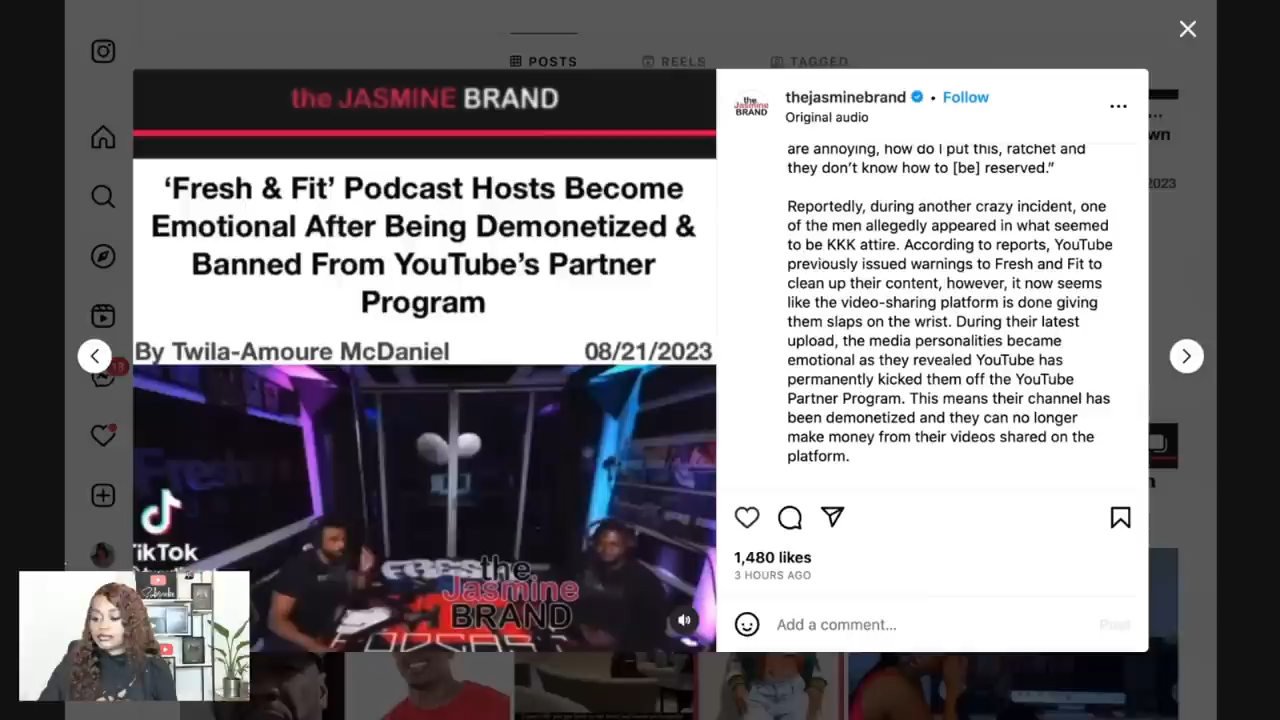 POSTS
REELS
TAGGED
the JASMINE BRAND
‘Fresh & Fit’ Podcast Hosts Become
Emotional After Being Demonetized &
Banned From YouTube’s Partner
Program
By Twila-Amoure McDaniel
08/21/2023
ikTok
the
Jasmine
BRAND
13
the
Jasmine
BRAND
thejasminebrand • Follow
Original audio
are annoying, how do I put this, ratchet and
they don’t know how to [be] reserved.”
Reportedly, during another crazy incident, one
of the men allegedly appeared in what seemed
to be KKK attire. According to reports, YouTube
previously issued warnings to Fresh and Fit to
clean up their content, however, it now seems
like the video-sharing platform is done giving
them slaps on the wrist. During their latest
upload, the media personalities became
emotional as they revealed YouTube has
permanently kicked them off the YouTube
Partner Program. This means their channel has
been demonetized and they can no longer
make money from their videos shared on the
platform.
1,480 likes
3 HOURS AGO
Add a comment...
Post
wn
2023